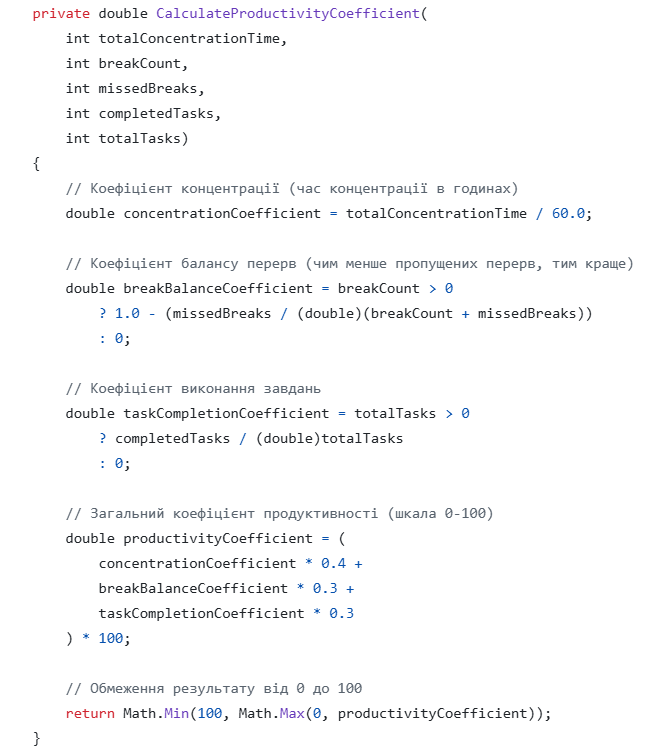 private double CalculateProductivityCoefficient(
    int totalConcentrationTime,
    int breakCount,
    int missedBreaks,
    int completedTasks,
    int totalTasks)
{
    // Коефіцієнт концентрації (час концентрації в годинах)
    double concentrationCoefficient = totalConcentrationTime / 60.0;

    // Коефіцієнт балансу перерв (чим менше пропущених перерв, тим краще)
    double breakBalanceCoefficient = breakCount > 0
        ? 1.0 - (missedBreaks / (double)(breakCount + missedBreaks))
        : 0;

    // Коефіцієнт виконання завдань
    double taskCompletionCoefficient = totalTasks > 0
        ? completedTasks / (double)totalTasks
        : 0;

    // Загальний коефіцієнт продуктивності (шкала 0-100)
    double productivityCoefficient = (
        concentrationCoefficient * 0.4 +
        breakBalanceCoefficient * 0.3 +
        taskCompletionCoefficient * 0.3
    ) * 100;

    // Обмеження результату від 0 до 100
    return Math.Min(100, Math.Max(0, productivityCoefficient));
}